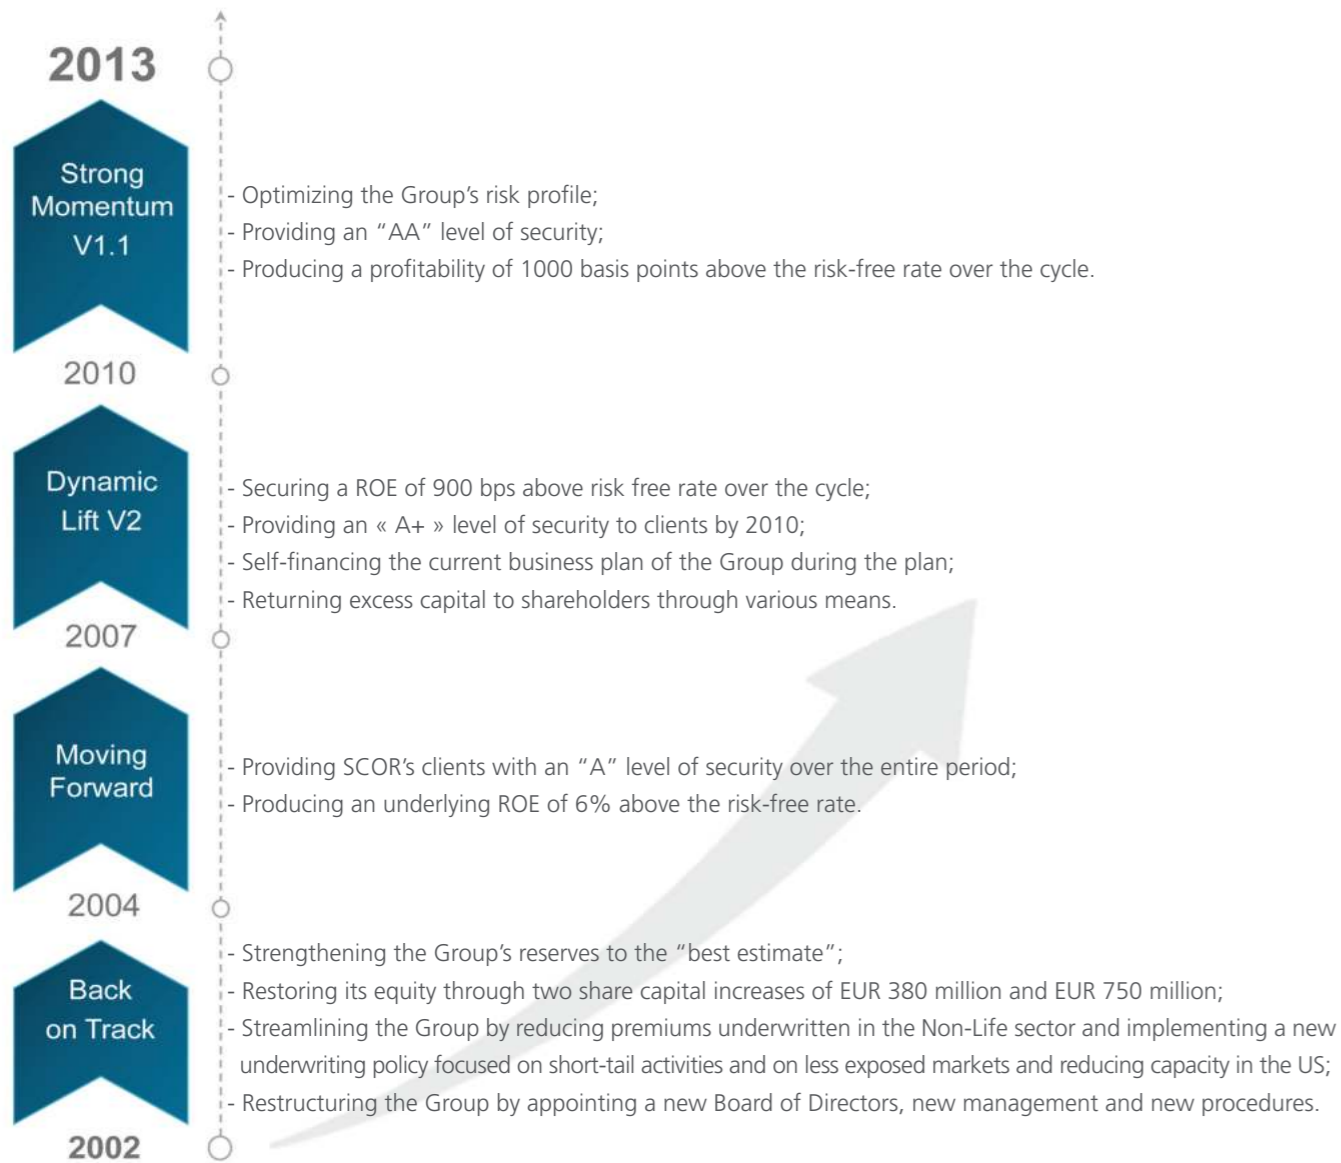 2013
Strong
Momentum
V1.1
- Optimizing the Group’s risk profile;
- Providing an “AA” level of security;
- Producing a profitability of 1000 basis points above the risk-free rate over the cycle.
2010
Dynamic
Lift V2
- Securing a ROE of 900 bps above risk free rate over the cycle;
- Providing an « A+ » level of security to clients by 2010;
- Self-financing the current business plan of the Group during the plan;
- Returning excess capital to shareholders through various means.
2007
Moving
Forward
- Providing SCOR’s clients with an “A” level of security over the entire period;
- Producing an underlying ROE of 6% above the risk-free rate.
2004
Back
on Track
- Strengthening the Group’s reserves to the “best estimate”;
- Restoring its equity through two share capital increases of EUR 380 million and EUR 750 million;
- Streamlining the Group by reducing premiums underwritten in the Non-Life sector and implementing a new
underwriting policy focused on short-tail activities and on less exposed markets and reducing capacity in the US;
- Restructuring the Group by appointing a new Board of Directors, new management and new procedures.
2002